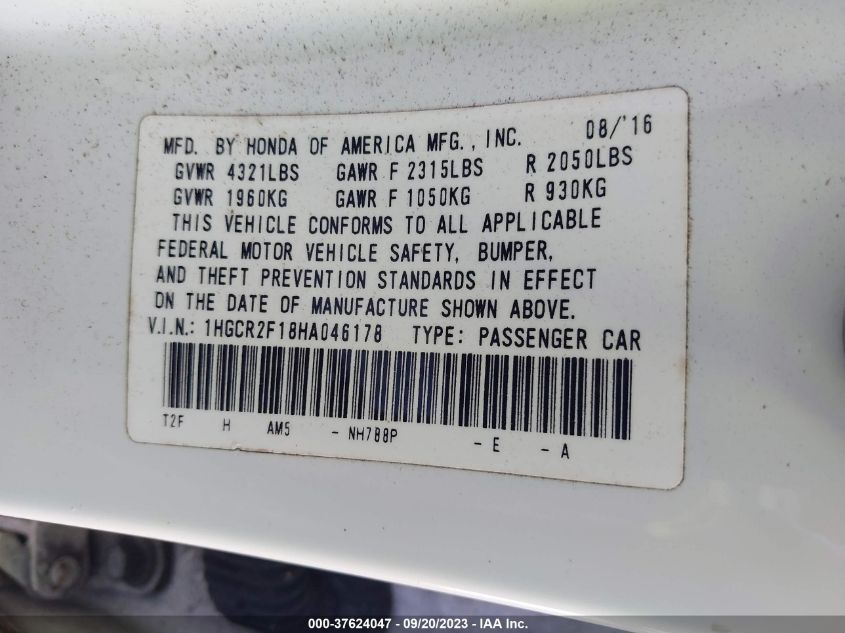 MFD. BY HONDA OF AMERICA MFG., INC. 08/'16
GVWR 4321LBS GAWR F 2315LBS R 2050LBS
GVWR 1960KG GAWR F 1050KG R 930KG
THIS VEHICLE CONFORMS TO ALL APPLICABLE
FEDERAL MOTOR VEHICLE SAFETY, BUMPER,
AND THEFT PREVENTION STANDARDS IN EFFECT
ON THE DATE OF MANUFACTURE SHOWN ABOVE.
V.I.N.: 1HGCR2F18HA046178 TYPE: PASSENGER CAR
T2F H AM5 - NH788P - E - A
000-37624047 - 09/20/2023 - IAA Inc.